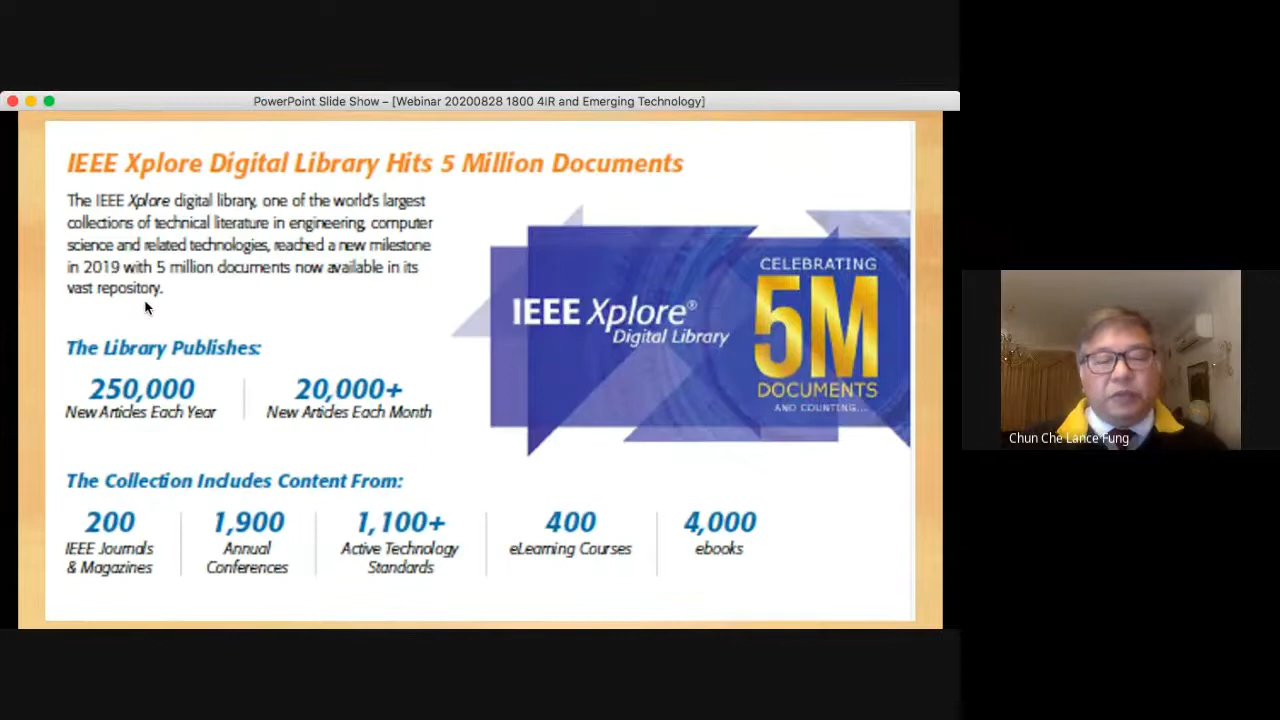 PowerPoint Slide Show – [Webinar 20200828 1800 4IR and Emerging Technology]
IEEE Xplore Digital Library Hits 5 Million Documents
The IEEE Xplore digital library, one of the world's largest
collections of technical literature in engineering, computer
science and related technologies, reached a new milestone
in 2019 with 5 million documents now available in its
vast repository.
IEEE Xplore®
Digital Library
CELEBRATING
5M
DOCUMENTS
AND COUNTING...
The Library Publishes:
250,000
New Articles Each Year
20,000+
New Articles Each Month
The Collection Includes Content From:
200
IEEE Journals
& Magazines
1,900
Annual
Conferences
1,100+
Active Technology
Standards
400
eLearning Courses
4,000
ebooks
Chun Che Lance Fung